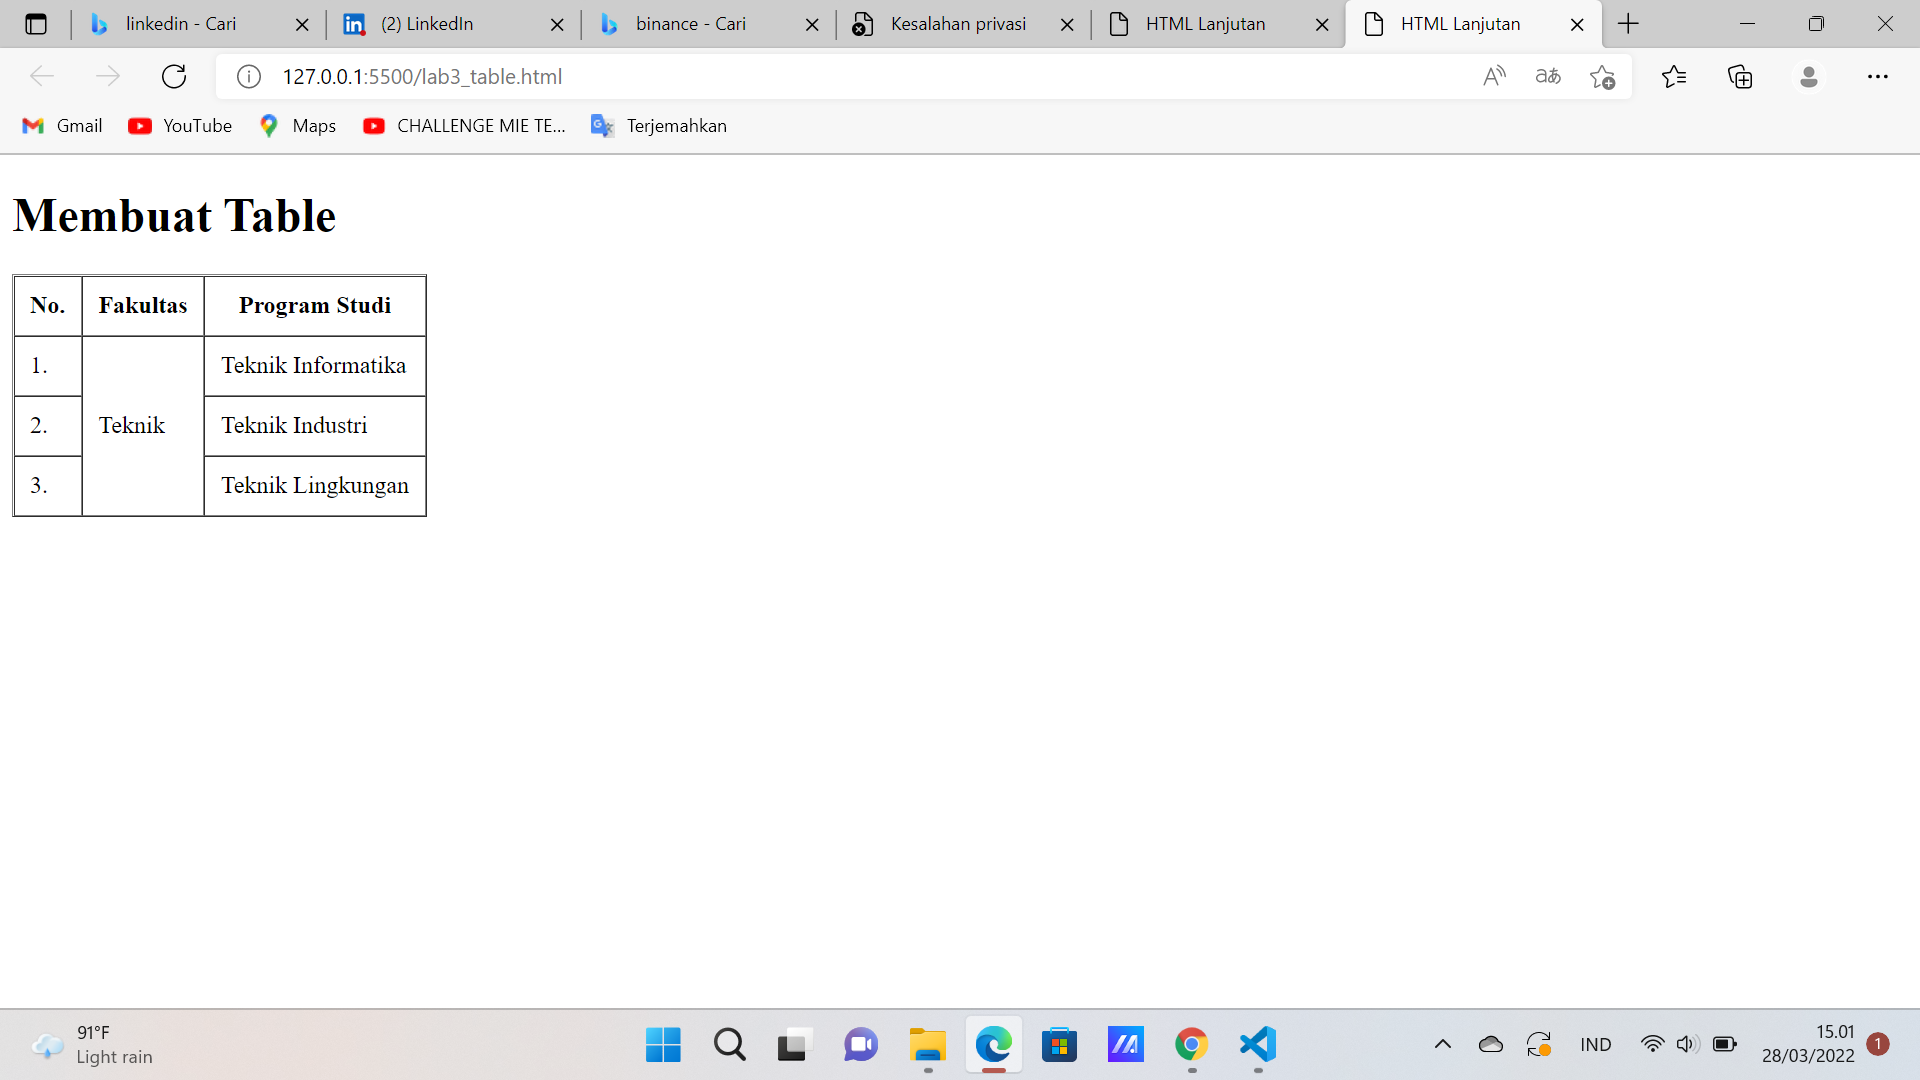 linkedin - Cari
(2) LinkedIn
binance - Cari
Kesalahan privasi
HTML Lanjutan
HTML Lanjutan
127.0.0.1:5500/lab3_table.html
Gmail
YouTube
Maps
CHALLENGE MIE TE...
Terjemahkan
Membuat Table
No. Fakultas Program Studi
1. Teknik Informatika
2. Teknik Teknik Industri
3. Teknik Lingkungan
91°F
Light rain
IND
15.01
28/03/2022
1